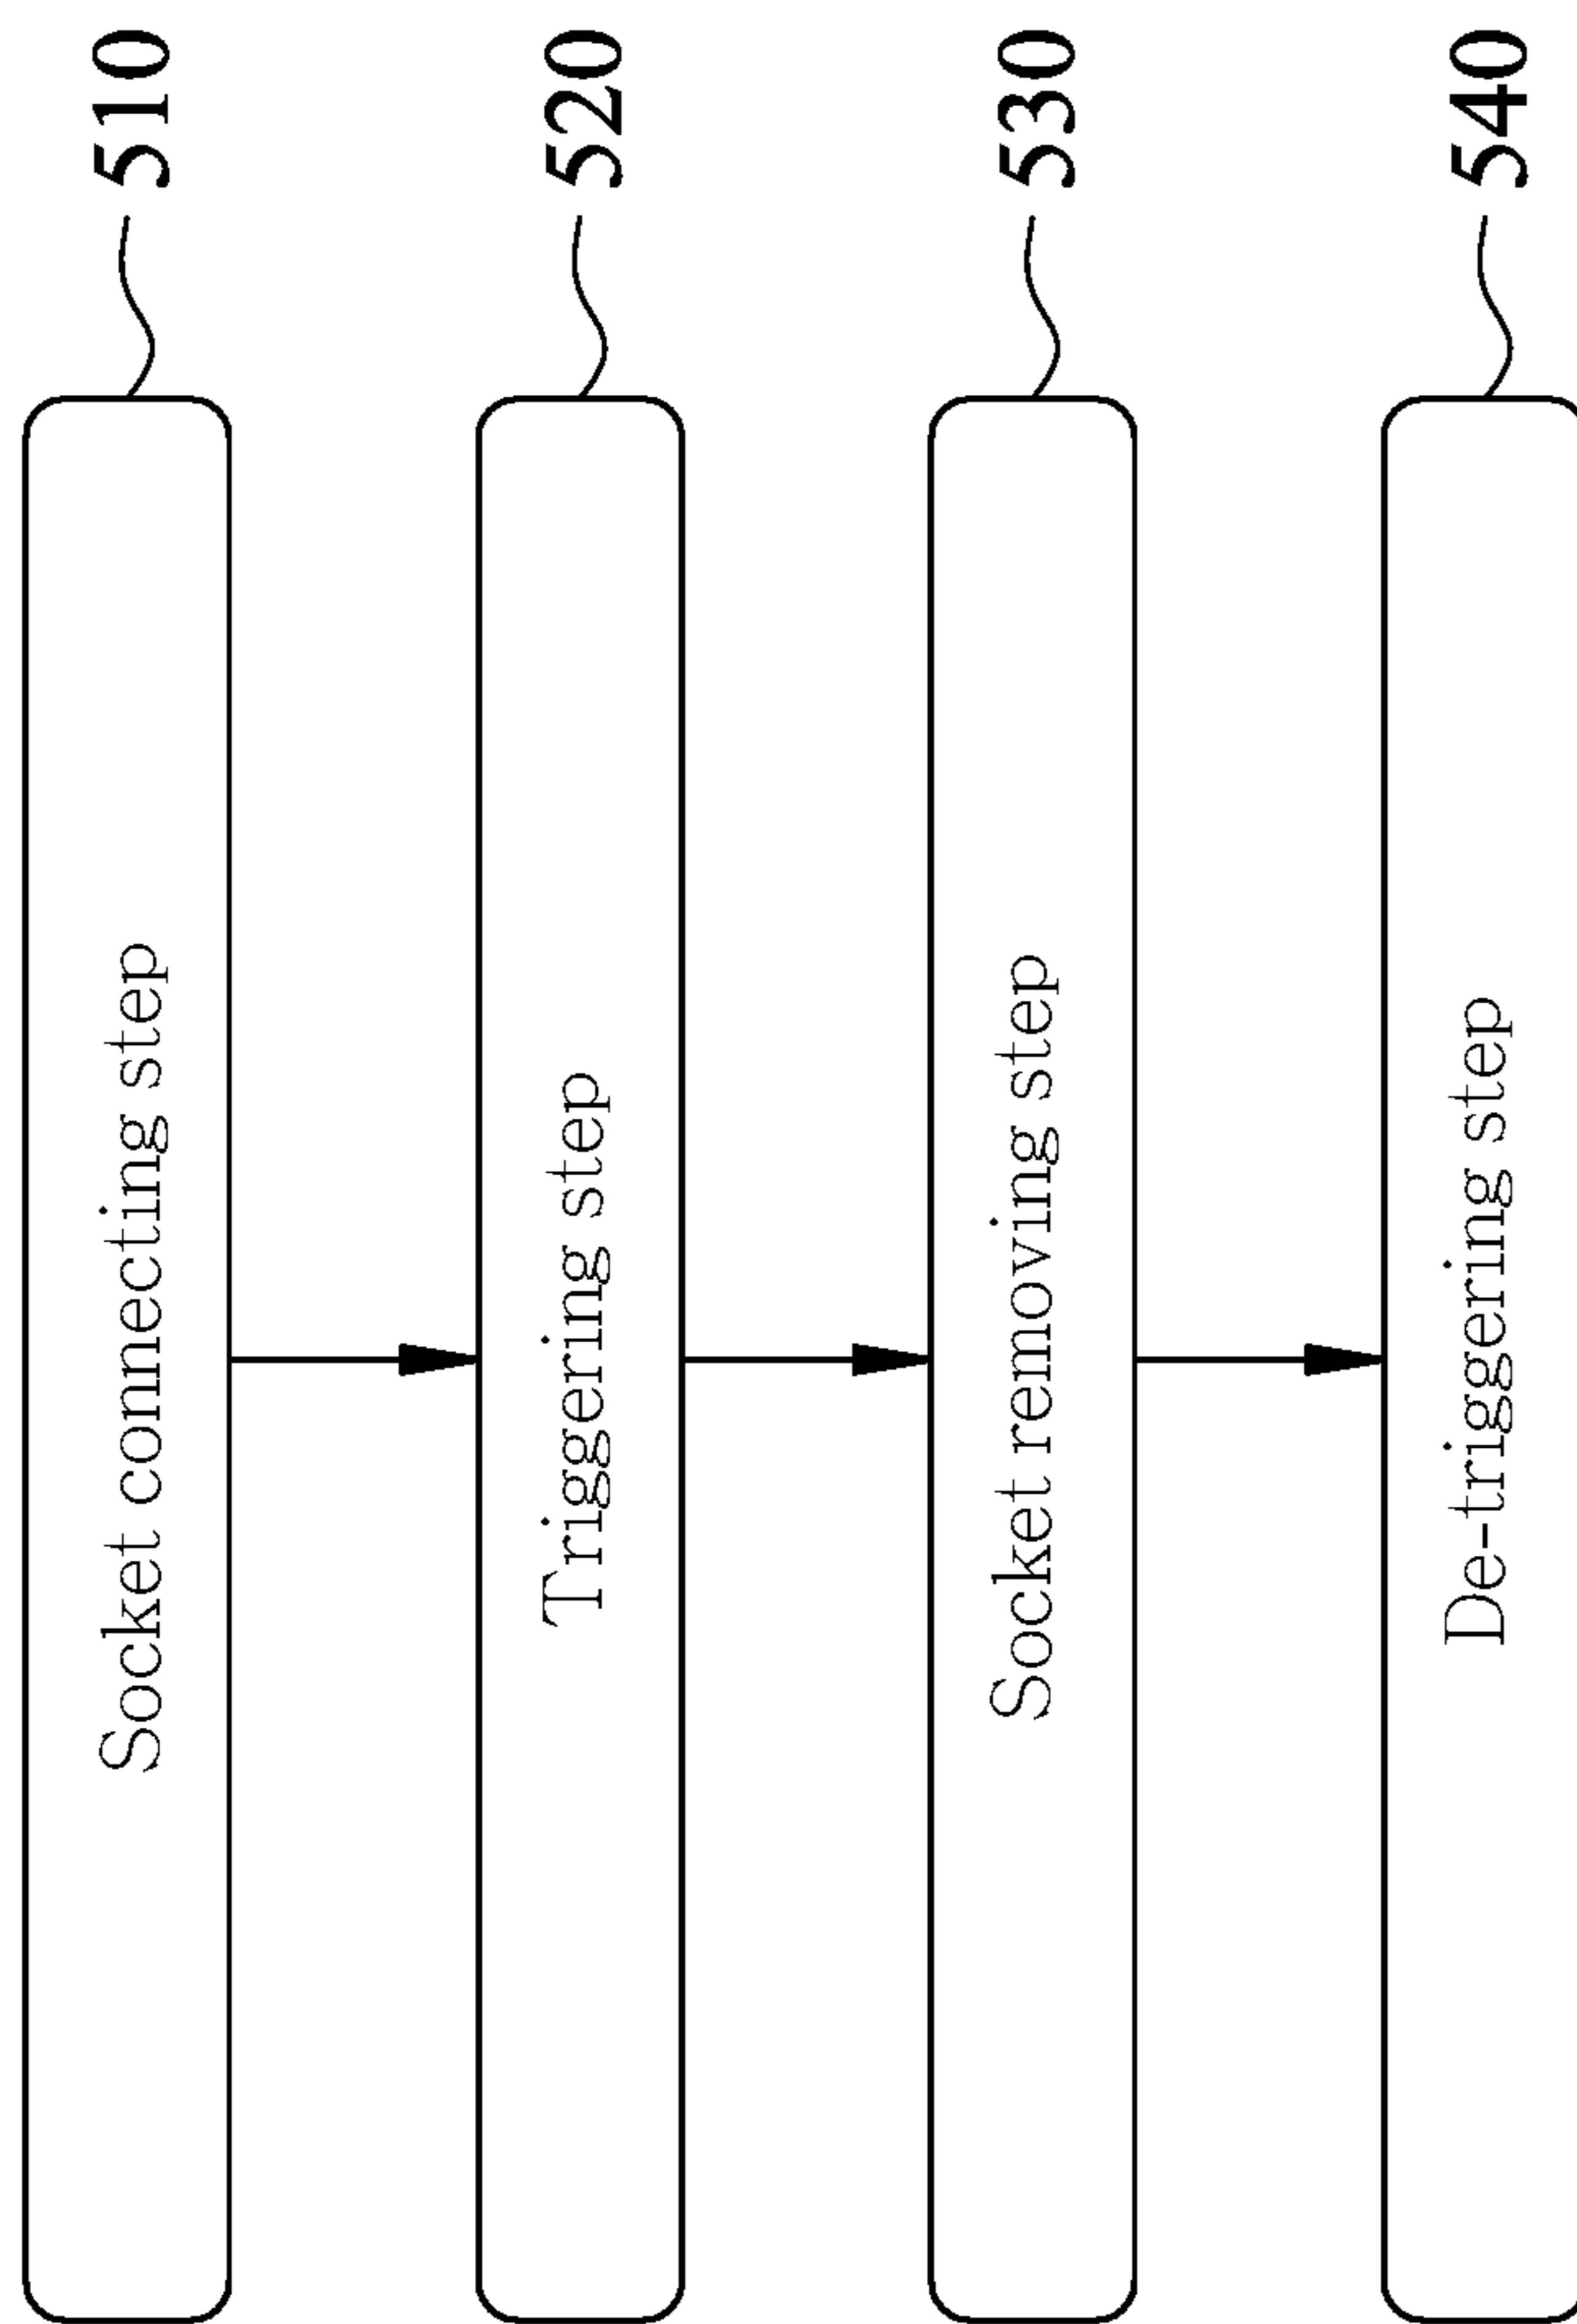 Socket connecting step
510
Triggering step
520
Socket removing step
530
De-triggering step
540